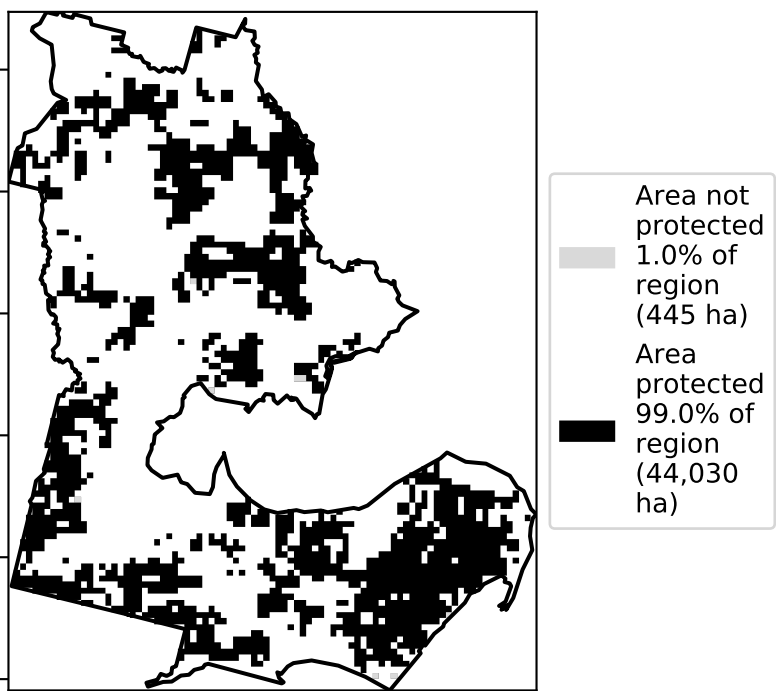 Area not
protected
1.0% of
region
(445 ha)
Area
protected
99.0% of
region
(44,030
ha)